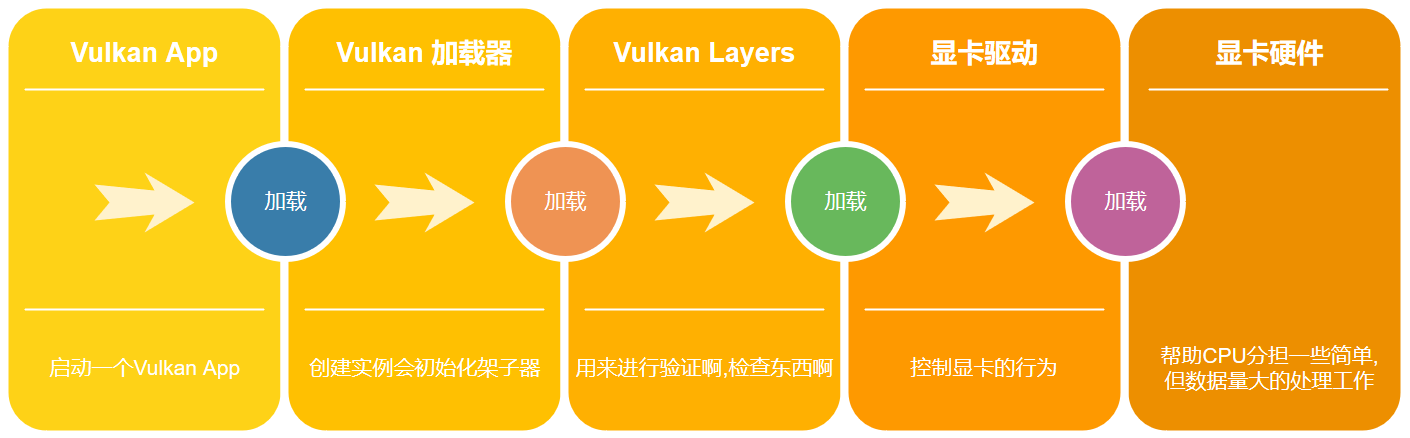 Vulkan App
Vulkan 加载器
Vulkan Layers
显卡驱动
显卡硬件
加载
加载
加载
加载
启动一个Vulkan App
创建实例会初始化架子器
用来进行验证啊,检查东西啊
控制显卡的行为
帮助CPU分担一些简单,
但数据量大的处理工作